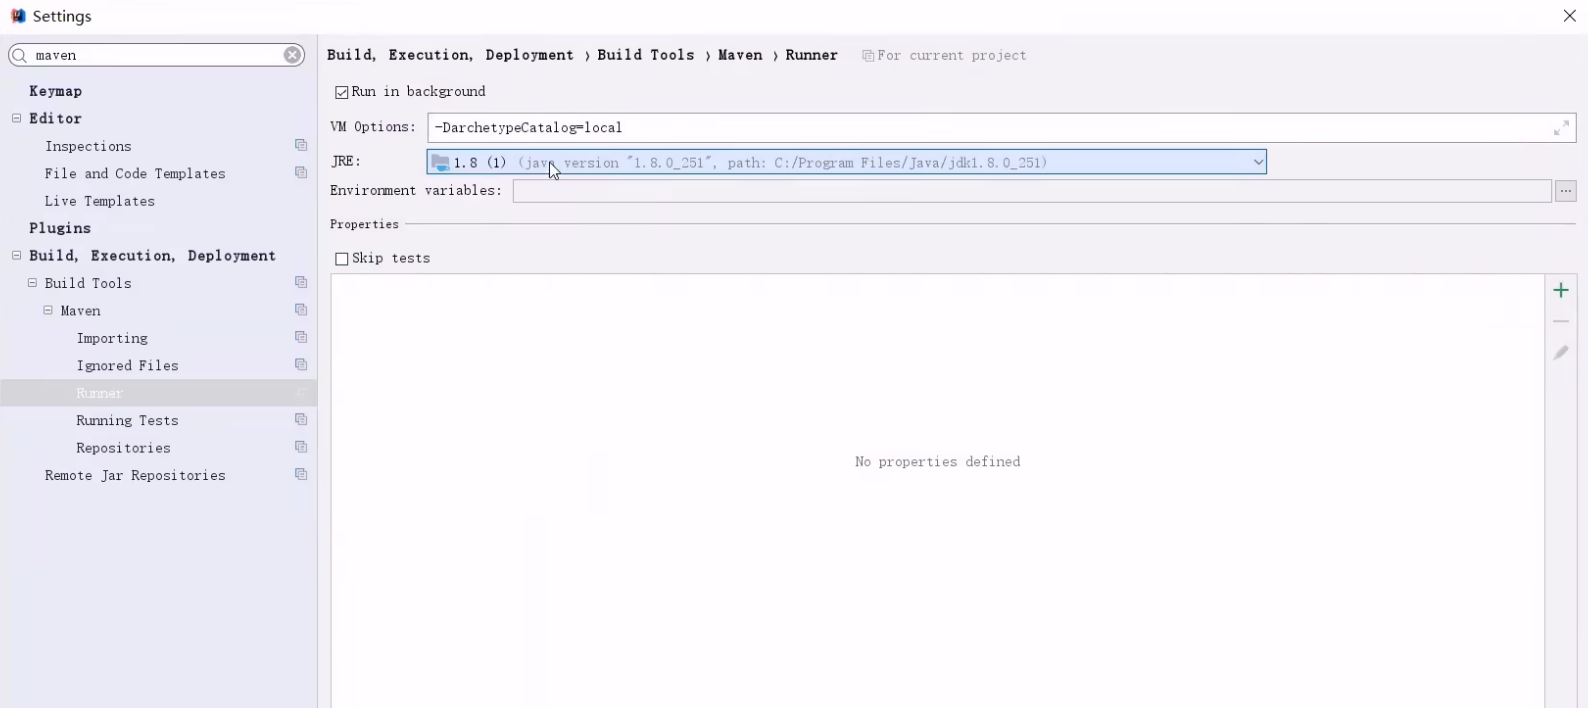 Settings
maven
Keymap
Editor
Inspections
File and Code Templates
Live Templates
Plugins
Build, Execution, Deployment
Build Tools
Maven
Importing
Ignored Files
Runner
Running Tests
Repositories
Remote Jar Repositories
Build, Execution, Deployment › Build Tools › Maven › Runner For current project
Run in background
VM Options: -DarchetypeCatalog=local
JRE: 1.8 (1) (java version "1.8.0_251", path: C:/Program Files/Java/jdk1.8.0_251)
Environment variables:
Properties
Skip tests
No properties defined